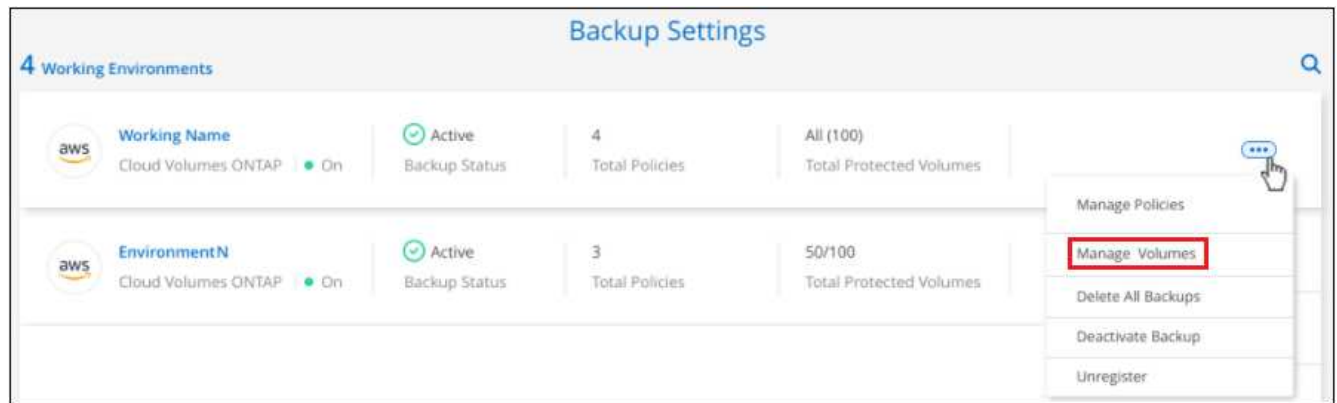 Backup Settings
4 Working Environments
aws
Working Name
Cloud Volumes ONTAP
On
Active
Backup Status
4
Total Policies
All (100)
Total Protected Volumes
Manage Policies
Manage Volumes
Delete All Backups
Deactivate Backup
Unregister
aws
EnvironmentN
Cloud Volumes ONTAP
On
Active
Backup Status
3
Total Policies
50/100
Total Protected Volumes